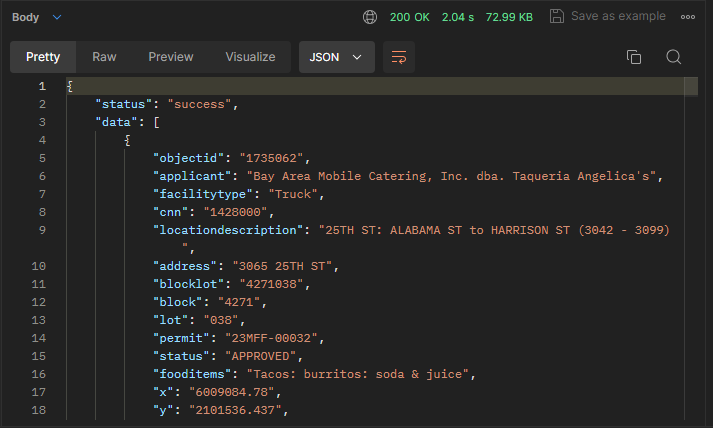 Body 200 OK 2.04 s 72.99 KB Save as example
Pretty Raw Preview Visualize JSON
1 {
2 "status": "success",
3 "data": [
4 {
5 "objectid": "1735062",
6 "applicant": "Bay Area Mobile Catering, Inc. dba. Taqueria Angelica's",
7 "facilitytype": "Truck",
8 "cnn": "1428000",
9 "locationdescription": "25TH ST: ALABAMA ST to HARRISON ST (3042 - 3099)
",
10 "address": "3065 25TH ST",
11 "blocklot": "4271038",
12 "block": "4271",
13 "lot": "038",
14 "permit": "23MFF-00032",
15 "status": "APPROVED",
16 "fooditems": "Tacos: burritos: soda & juice",
17 "x": "6009084.78",
18 "y": "2101536.437",